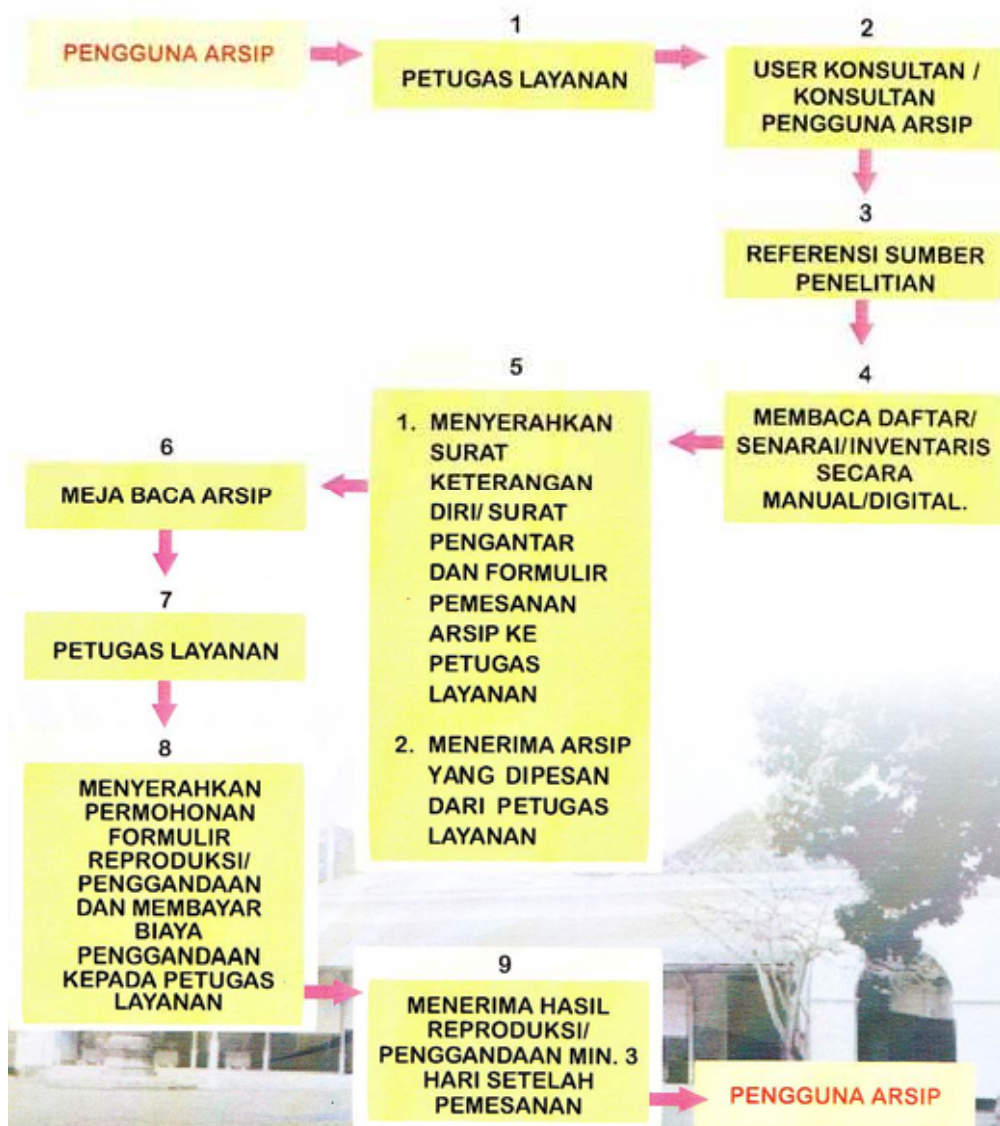 PENGGUNA ARSIP
1
PETUGAS LAYANAN
2
USER KONSULTAN /
KONSULTAN
PENGGUNA ARSIP
3
REFERENSI SUMBER
PENELITIAN
4
MEMBACA DAFTAR/
SENARAI/INVENTARIS
SECARA
MANUAL/DIGITAL.
5
1. MENYERAHKAN
SURAT
KETERANGAN
DIRI/ SURAT
PENGANTAR
DAN FORMULIR
PEMESANAN
ARSIP KE
PETUGAS
LAYANAN
2. MENERIMA ARSIP
YANG DIPESAN
DARI PETUGAS
LAYANAN
6
MEJA BACA ARSIP
7
PETUGAS LAYANAN
8
MENYERAHKAN
PERMOHONAN
FORMULIR
REPRODUKSI/
PENGGANDAAN
DAN MEMBAYAR
BIAYA
PENGGANDAAN
KEPADA PETUGAS
LAYANAN
9
MENERIMA HASIL
REPRODUKSI/
PENGGANDAAN MIN. 3
HARI SETELAH
PEMESANAN
PENGGUNA ARSIP